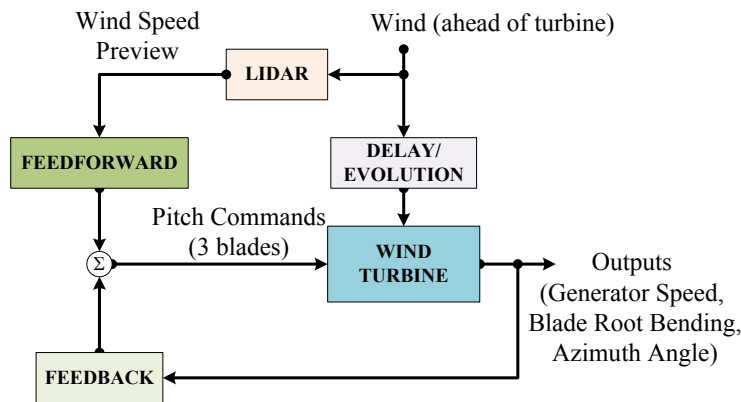 Wind Speed
Preview
Wind (ahead of turbine)
LIDAR
FEEDFORWARD
DELAY/
EVOLUTION
Pitch Commands
(3 blades)
Σ
WIND
TURBINE
Outputs
(Generator Speed,
Blade Root Bending,
Azimuth Angle)
FEEDBACK